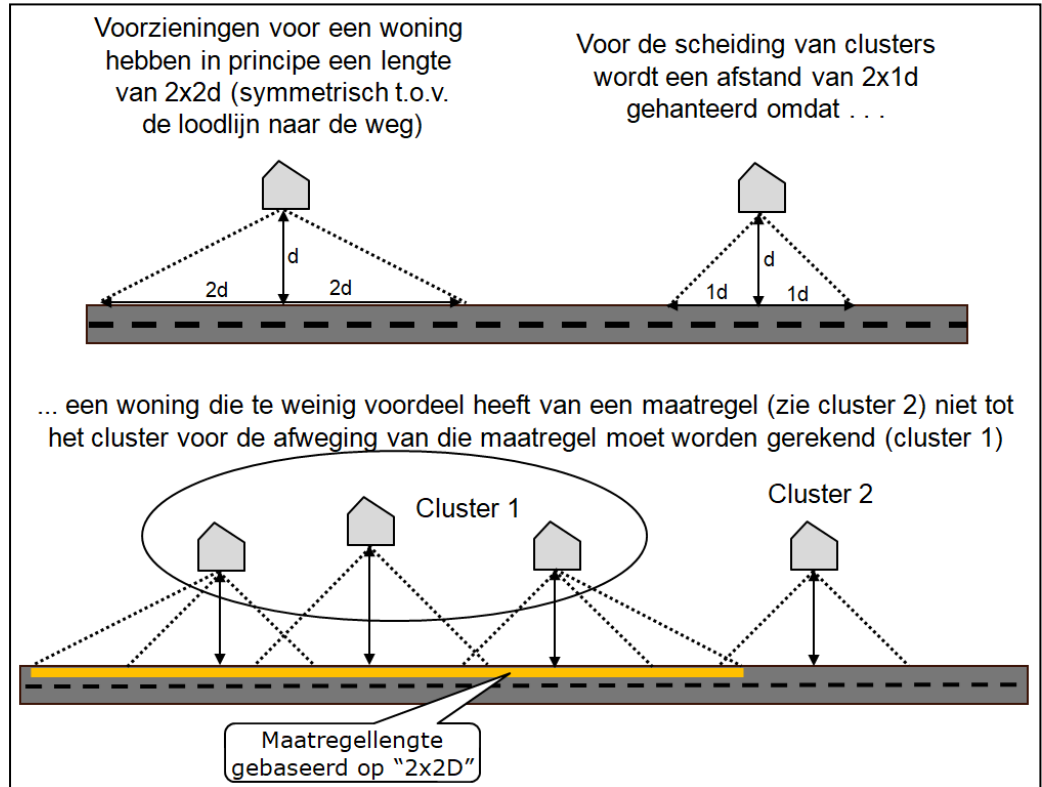 Voorzieningen voor een woning
hebben in principe een lengte
van 2x2d (symmetrisch t.o.v.
de loodlijn naar de weg)
Voor de scheiding van clusters
wordt een afstand van 2x1d
gehanteerd omdat . . .
d
2d
2d
d
1d
1d
... een woning die te weinig voordeel heeft van een maatregel (zie cluster 2) niet tot
het cluster voor de afweging van die maatregel moet worden gerekend (cluster 1)
Cluster 1
Cluster 2
Maatregellengte
gebaseerd op “2x2D”